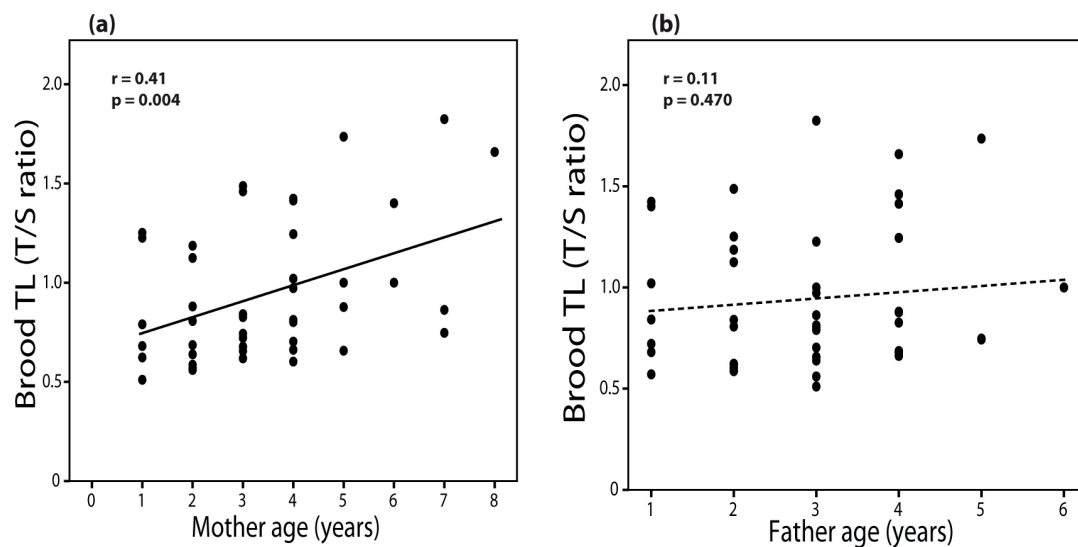 (a)
r = 0.41
p = 0.004
Brood TL (T/S ratio)
2.0
1.5
1.0
0.5
0
0 1 2 3 4 5 6 7 8
Mother age (years)
(b)
r = 0.11
p = 0.470
Brood TL (T/S ratio)
2.0
1.5
1.0
0.5
0
1 2 3 4 5 6
Father age (years)